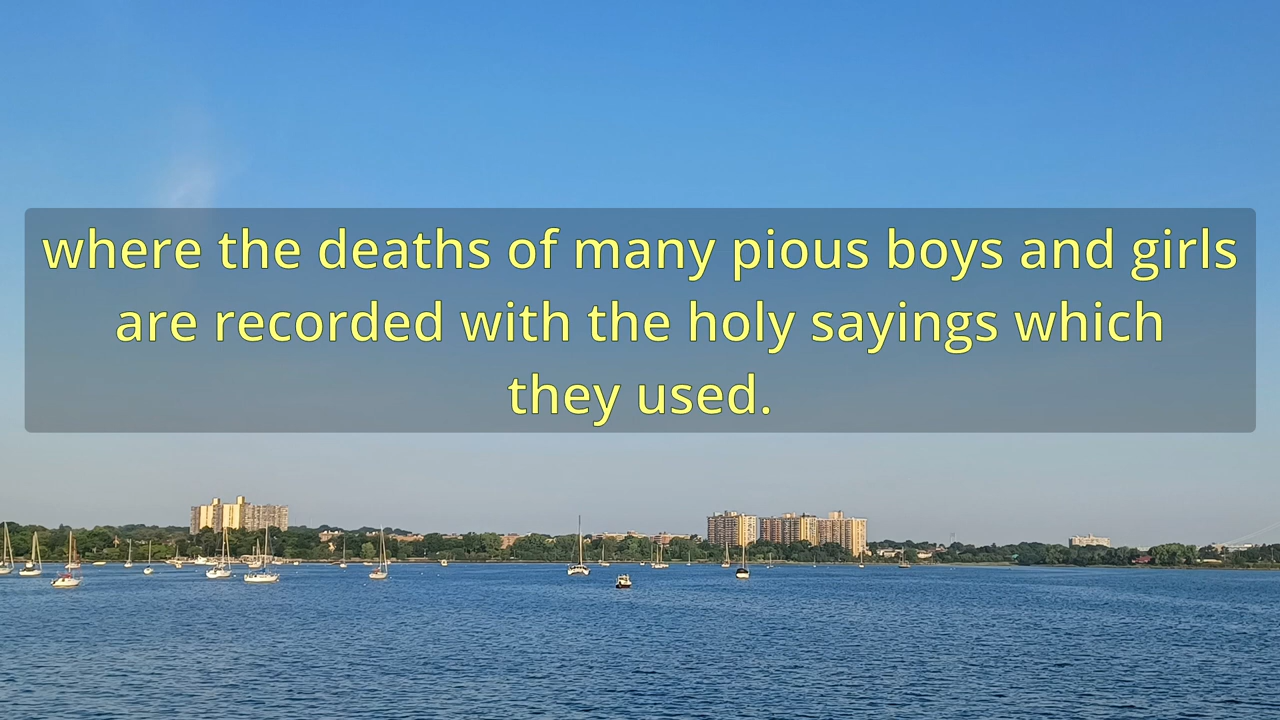 where the deaths of many pious boys and girls
are recorded with the holy sayings which
they used.